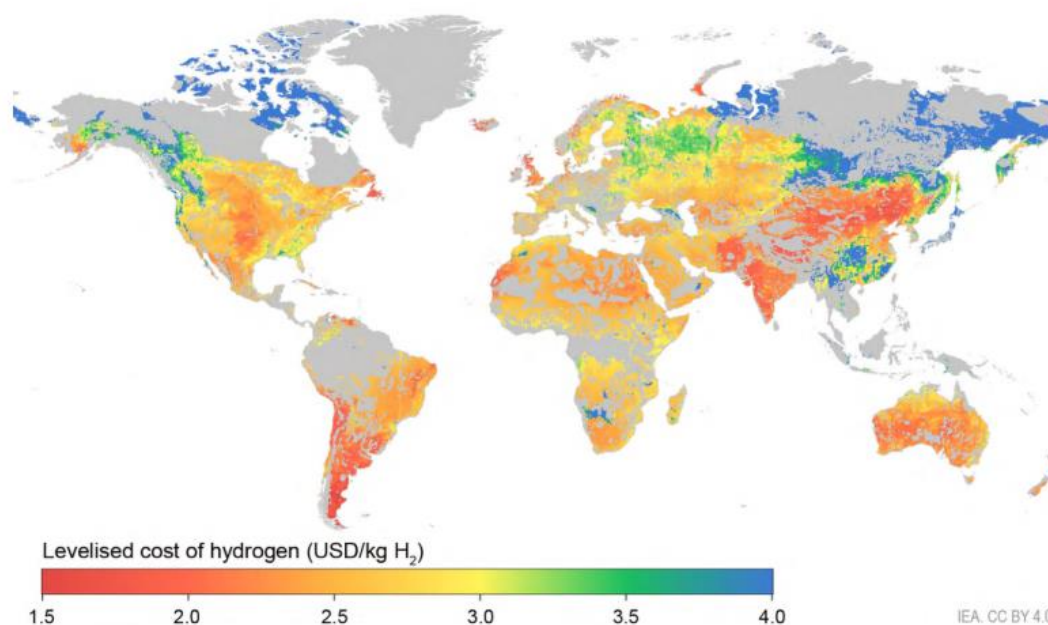 Levelised cost of hydrogen (USD/kg H₂)
1.5 2.0 2.5 3.0 3.5 4.0
IEA. CC BY 4.0